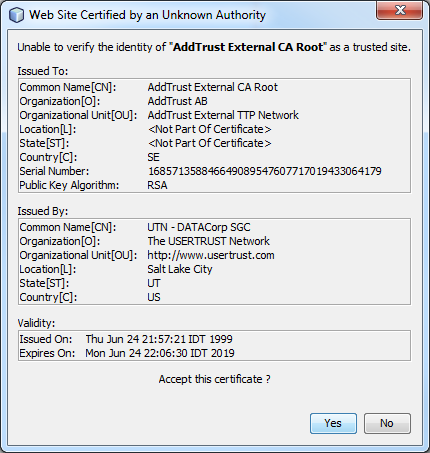 Web Site Certified by an Unknown Authority
Unable to verify the identity of "AddTrust External CA Root" as a trusted site.
Issued To:
Common Name[CN]: AddTrust External CA Root
Organization[O]: AddTrust AB
Organizational Unit[OU]: AddTrust External TTP Network
Location[L]: <Not Part Of Certificate>
State[ST]: <Not Part Of Certificate>
Country[C]: SE
Serial Number: 168571358846649089547607717019433064179
Public Key Algorithm: RSA
Issued By:
Common Name[CN]: UTN - DATACorp SGC
Organization[O]: The USERTRUST Network
Organizational Unit[OU]: http://www.usertrust.com
Location[L]: Salt Lake City
State[ST]: UT
Country[C]: US
Validity:
Issued On: Thu Jun 24 21:57:21 IDT 1999
Expires On: Mon Jun 24 22:06:30 IDT 2019
Accept this certificate ?
Yes No